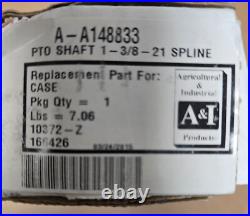 A-A148833
PTO SHAFT 1-3/8-21 SPLINE
Replacement Part For:
CASE
Pkg Qty = 1
Lbs = 7.06
10372-Z
166426
03/24/2015
Agricultural
&
Industrial
A&I
Products